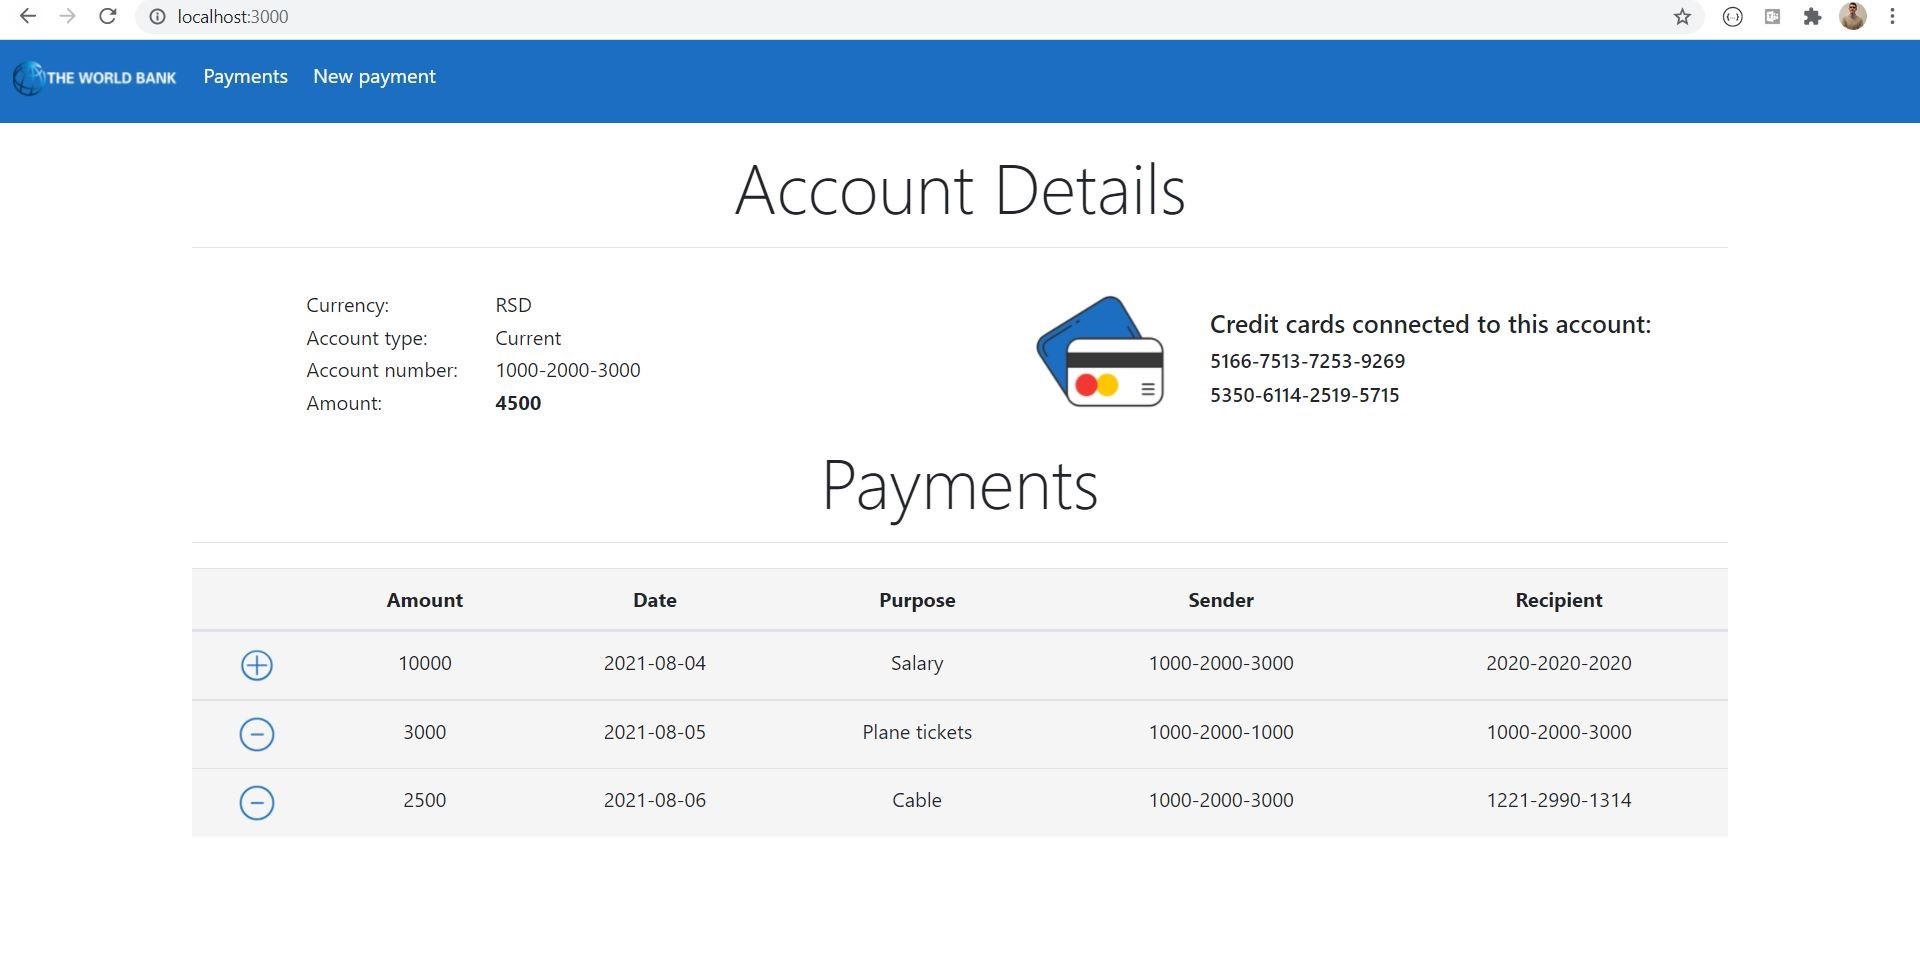 localhost:3000
THE WORLD BANK Payments New payment
Account Details
Currency: RSD
Account type: Current
Account number: 1000-2000-3000
Amount: 4500
Credit cards connected to this account:
5166-7513-7253-9269
5350-6114-2519-5715
Payments
Amount Date Purpose Sender Recipient
10000 2021-08-04 Salary 1000-2000-3000 2020-2020-2020
3000 2021-08-05 Plane tickets 1000-2000-1000 1000-2000-3000
2500 2021-08-06 Cable 1000-2000-3000 1221-2990-1314